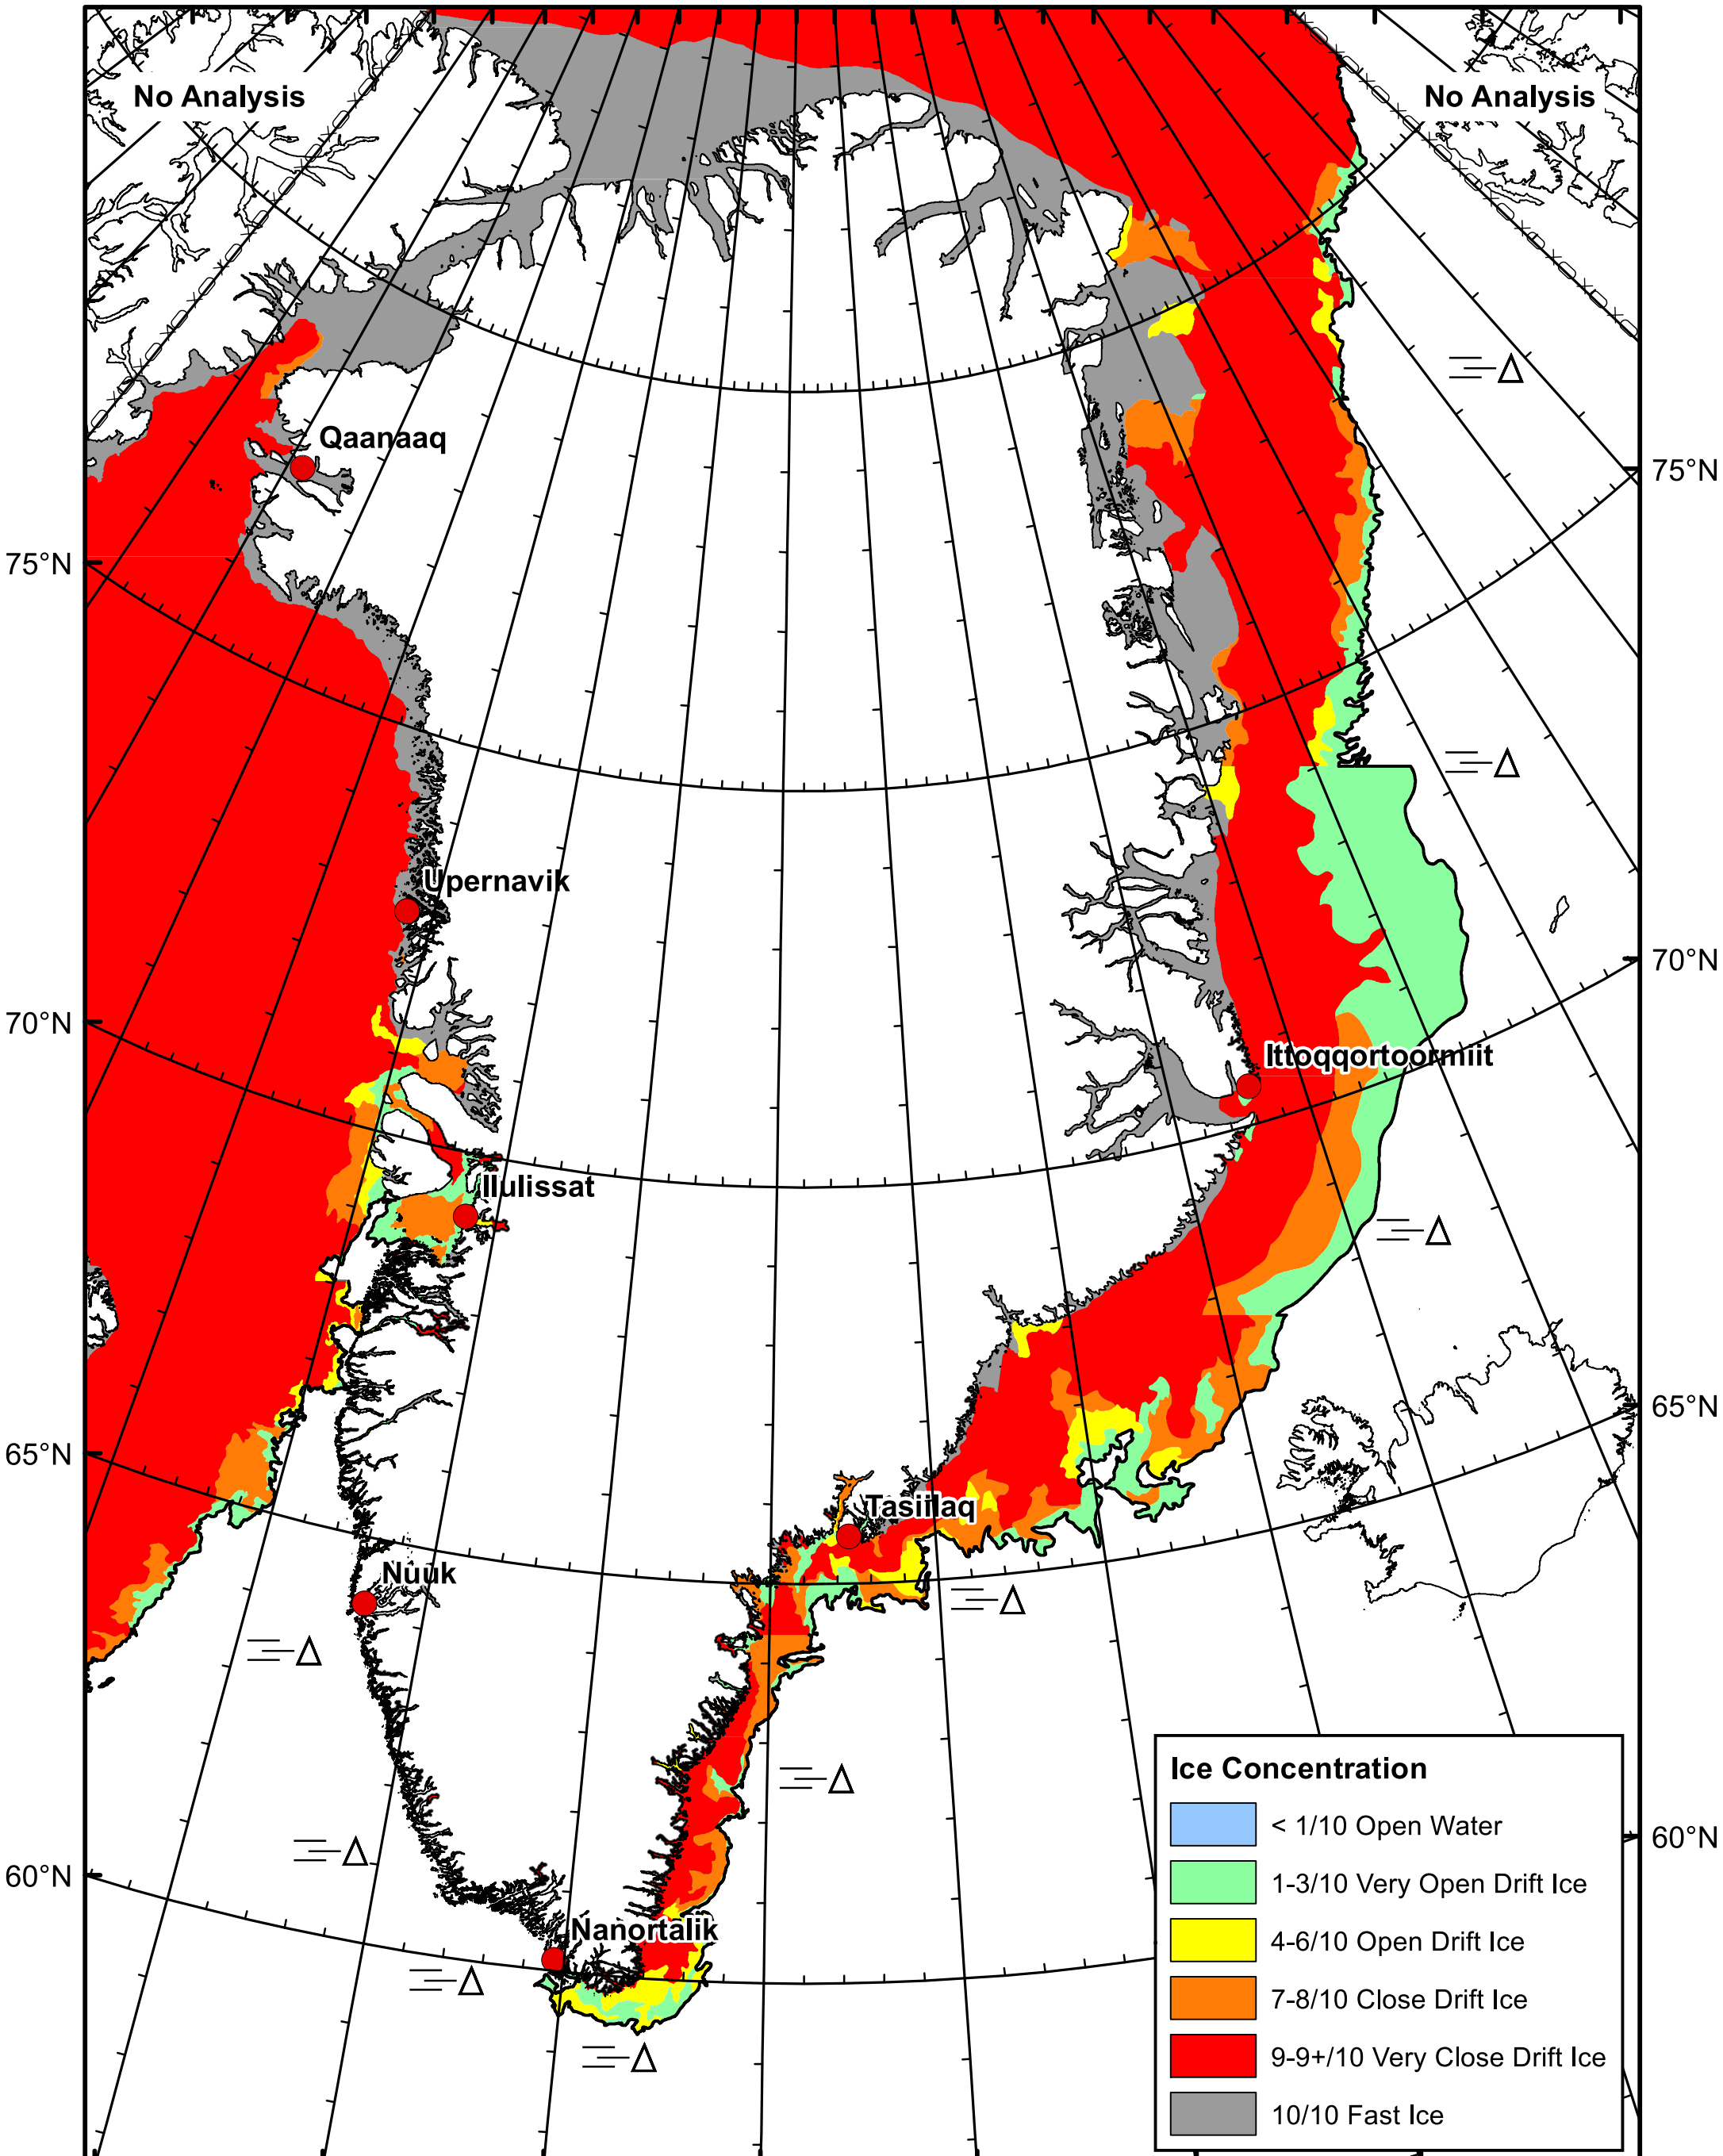 No Analysis
No Analysis
Qaanaaq
75°N
75°N
Upernavik
70°N
70°N
Ittoqqortoormiit
Ilulissat
65°N
65°N
Tasiilaq
Nuuk
60°N
60°N
Nanortalik
Ice Concentration
< 1/10 Open Water
1-3/10 Very Open Drift Ice
4-6/10 Open Drift Ice
7-8/10 Close Drift Ice
9-9+/10 Very Close Drift Ice
10/10 Fast Ice